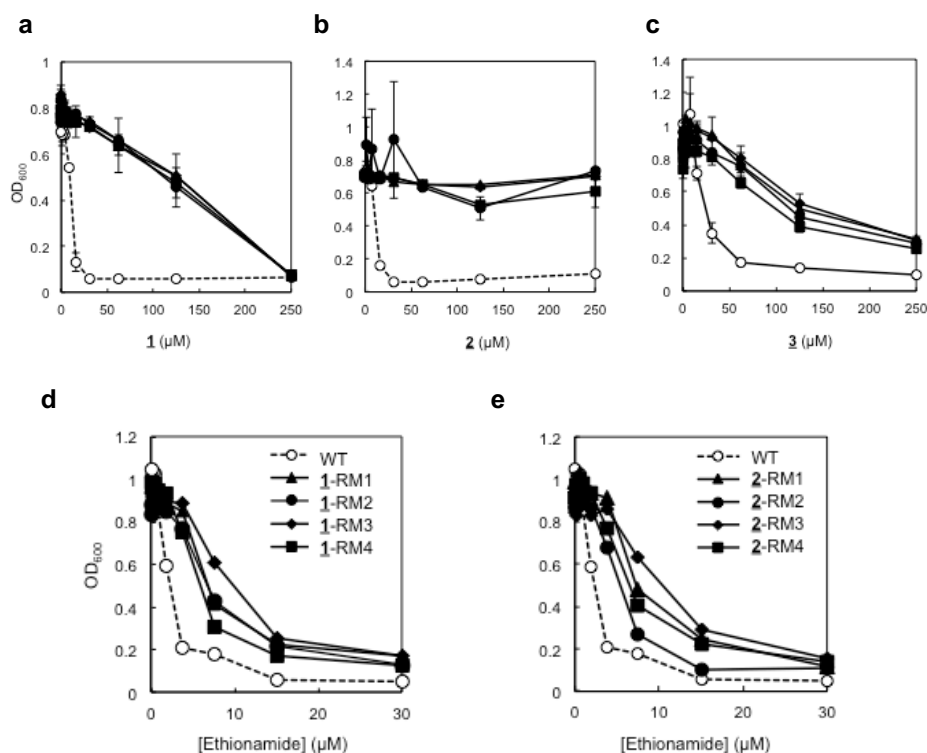 a
b
c
OD600
1
0.8
0.6
0.4
0.2
0
0 50 100 150 200 250
1 (µM)
1.4
1.2
1
0.8
0.6
0.4
0.2
0
0 50 100 150 200 250
2 (µM)
1.4
1.2
1
0.8
0.6
0.4
0.2
0
0 50 100 150 200 250
3 (µM)
d
e
OD600
1.2
1
0.8
0.6
0.4
0.2
0
WT
1-RM1
1-RM2
1-RM3
1-RM4
0 10 20 30
[Ethionamide] (µM)
1.2
1
0.8
0.6
0.4
0.2
0
WT
2-RM1
2-RM2
2-RM3
2-RM4
0 10 20 30
[Ethionamide] (µM)